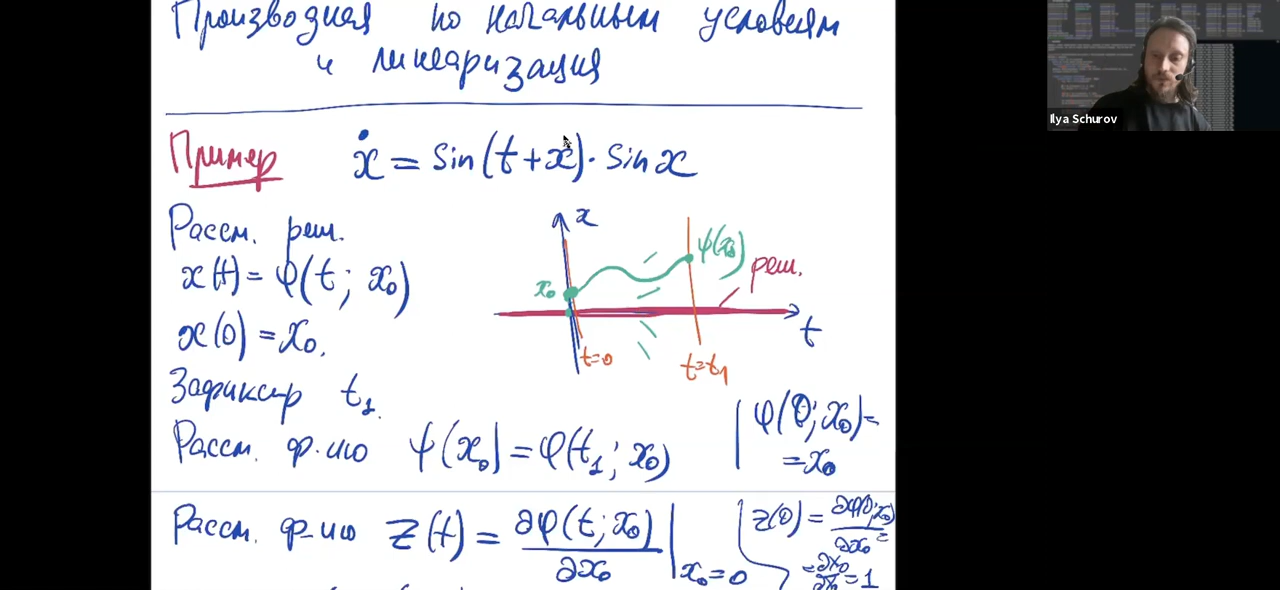 Производная по начальным условиям
и линеаризация
Ilya Schurov
Пример ẋ = sin(t+x)·sin x
Рассм. реш.
x(t) = φ(t; x₀)
x(0) = x₀.
x
x₀
ψ(x₀)
реш.
t
t=0
t=t₁
Зафиксир t₁.
Рассм. ф-ию ψ(x₀) = φ(t₁; x₀)
φ(0; x₀) =
= x₀
Рассм. ф-ию z(t) = ∂φ(t; x₀)/∂x₀ |x₀=0
z(0) = ∂φ(0; x₀)/∂x₀ =
= ∂x₀/∂x₀ = 1